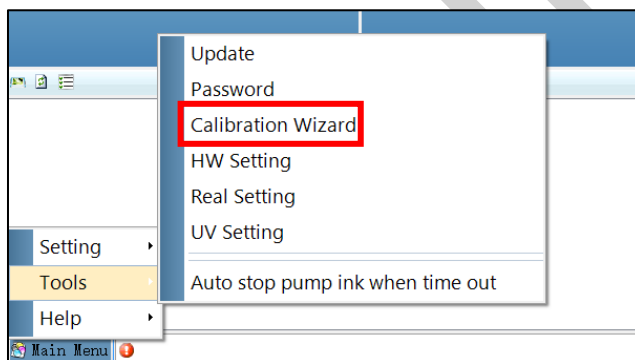 Update
Password
Calibration Wizard
HW Setting
Real Setting
UV Setting
Auto stop pump ink when time out
Setting
Tools
Help
Main Menu